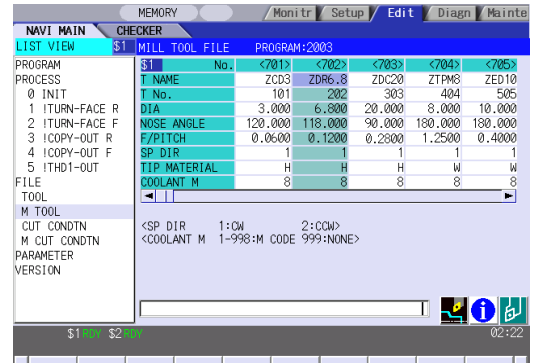 MEMORY Monitr Setup Edit Diagn Mainte
NAVI MAIN CHECKER
LIST VIEW $1 MILL TOOL FILE PROGRAM:2003
PROGRAM
PROCESS
0 INIT
1 !TURN-FACE R
2 !TURN-FACE F
3 !COPY-OUT R
4 !COPY-OUT F
5 !THD1-OUT
FILE
TOOL
M TOOL
CUT CONDTN
M CUT CONDTN
PARAMETER
VERSION
$1 No. <701> <702> <703> <704> <705>
T NAME ZCD3 ZDR6.8 ZDC20 ZTPM8 ZED10
T No. 101 202 303 404 505
DIA 3.000 6.800 20.000 8.000 10.000
NOSE ANGLE 120.000 118.000 90.000 180.000 180.000
F/PITCH 0.0600 0.1200 0.2800 1.2500 0.4000
SP DIR 1 1 1 1 1
TIP MATERIAL H H H W W
COOLANT M 8 8 8 8 8
<SP DIR 1:CW 2:CCW>
<COOLANT M 1-998:M CODE 999:NONE>
$1 RDY $2 RDY 02:22